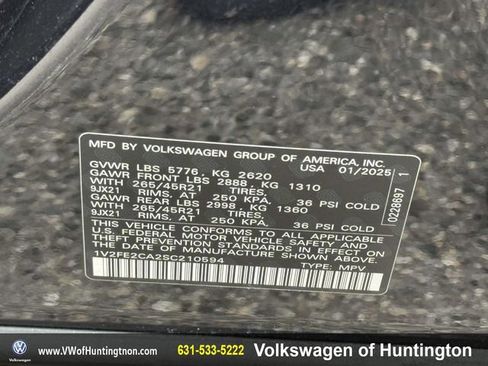 MFD BY VOLKSWAGEN GROUP OF AMERICA, INC.
GVWR LBS 5776, KG 2620 USA 01/2025
GAWR FRONT LBS 2888, KG 1310
WITH 265/45R21 TIRES,
9JX21 RIMS, AT 250 KPA, 36 PSI COLD
GAWR REAR LBS 2998, KG 1360
WITH 265/45R21 TIRES,
9JX21 RIMS, AT 250 KPA, 36 PSI COLD
THIS VEHICLE CONFORMS TO ALL APPLICABLE
U.S. FEDERAL MOTOR VEHICLE SAFETY AND
THEFT PREVENTION STANDARDS IN EFFECT ON
THE DATE OF MANUFACTURE SHOWN ABOVE.
1V2FE2CA2SC210594 TYPE: MPV
0228697 1
www.VWofHuntingtnon.com
631-533-5222
Volkswagen of Huntington